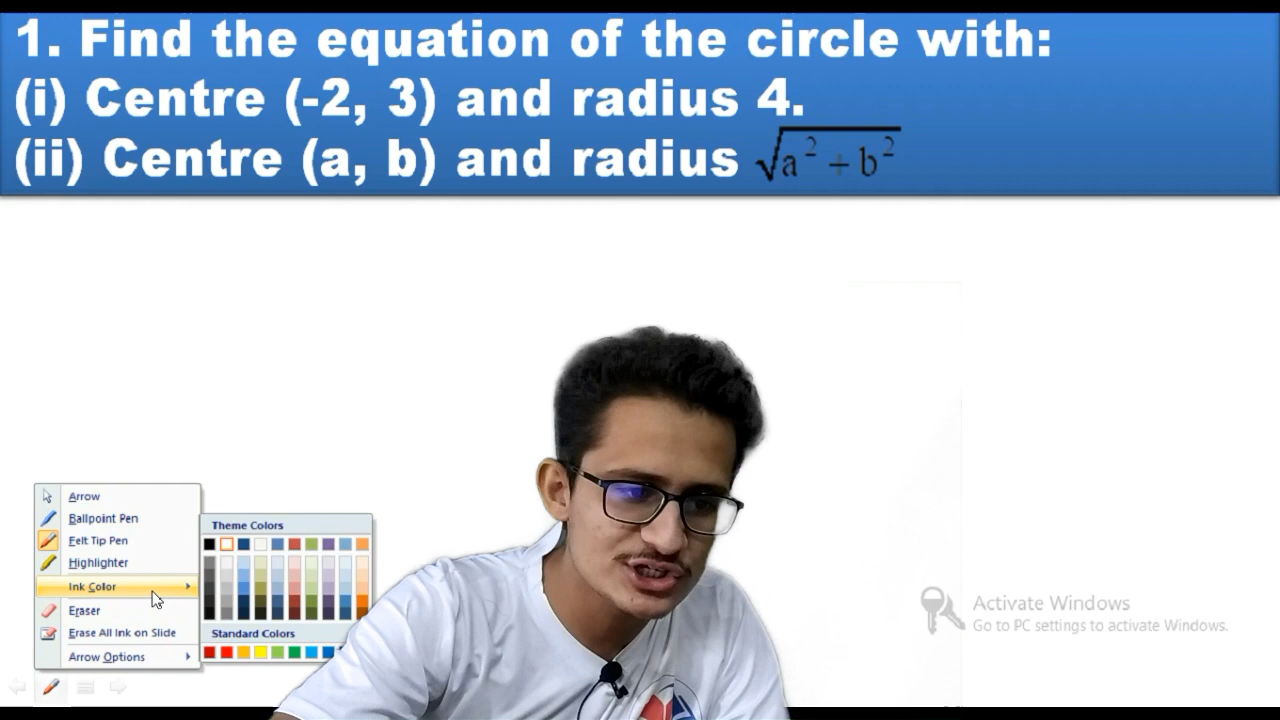 1. Find the equation of the circle with:
(i) Centre (-2, 3) and radius 4.
(ii) Centre (a, b) and radius √a² + b²
Arrow
Ballpoint Pen
Felt Tip Pen
Highlighter
Ink Color
Eraser
Erase All Ink on Slide
Arrow Options
Theme Colors
Standard Colors
Activate Windows
Go to PC settings to activate Windows.